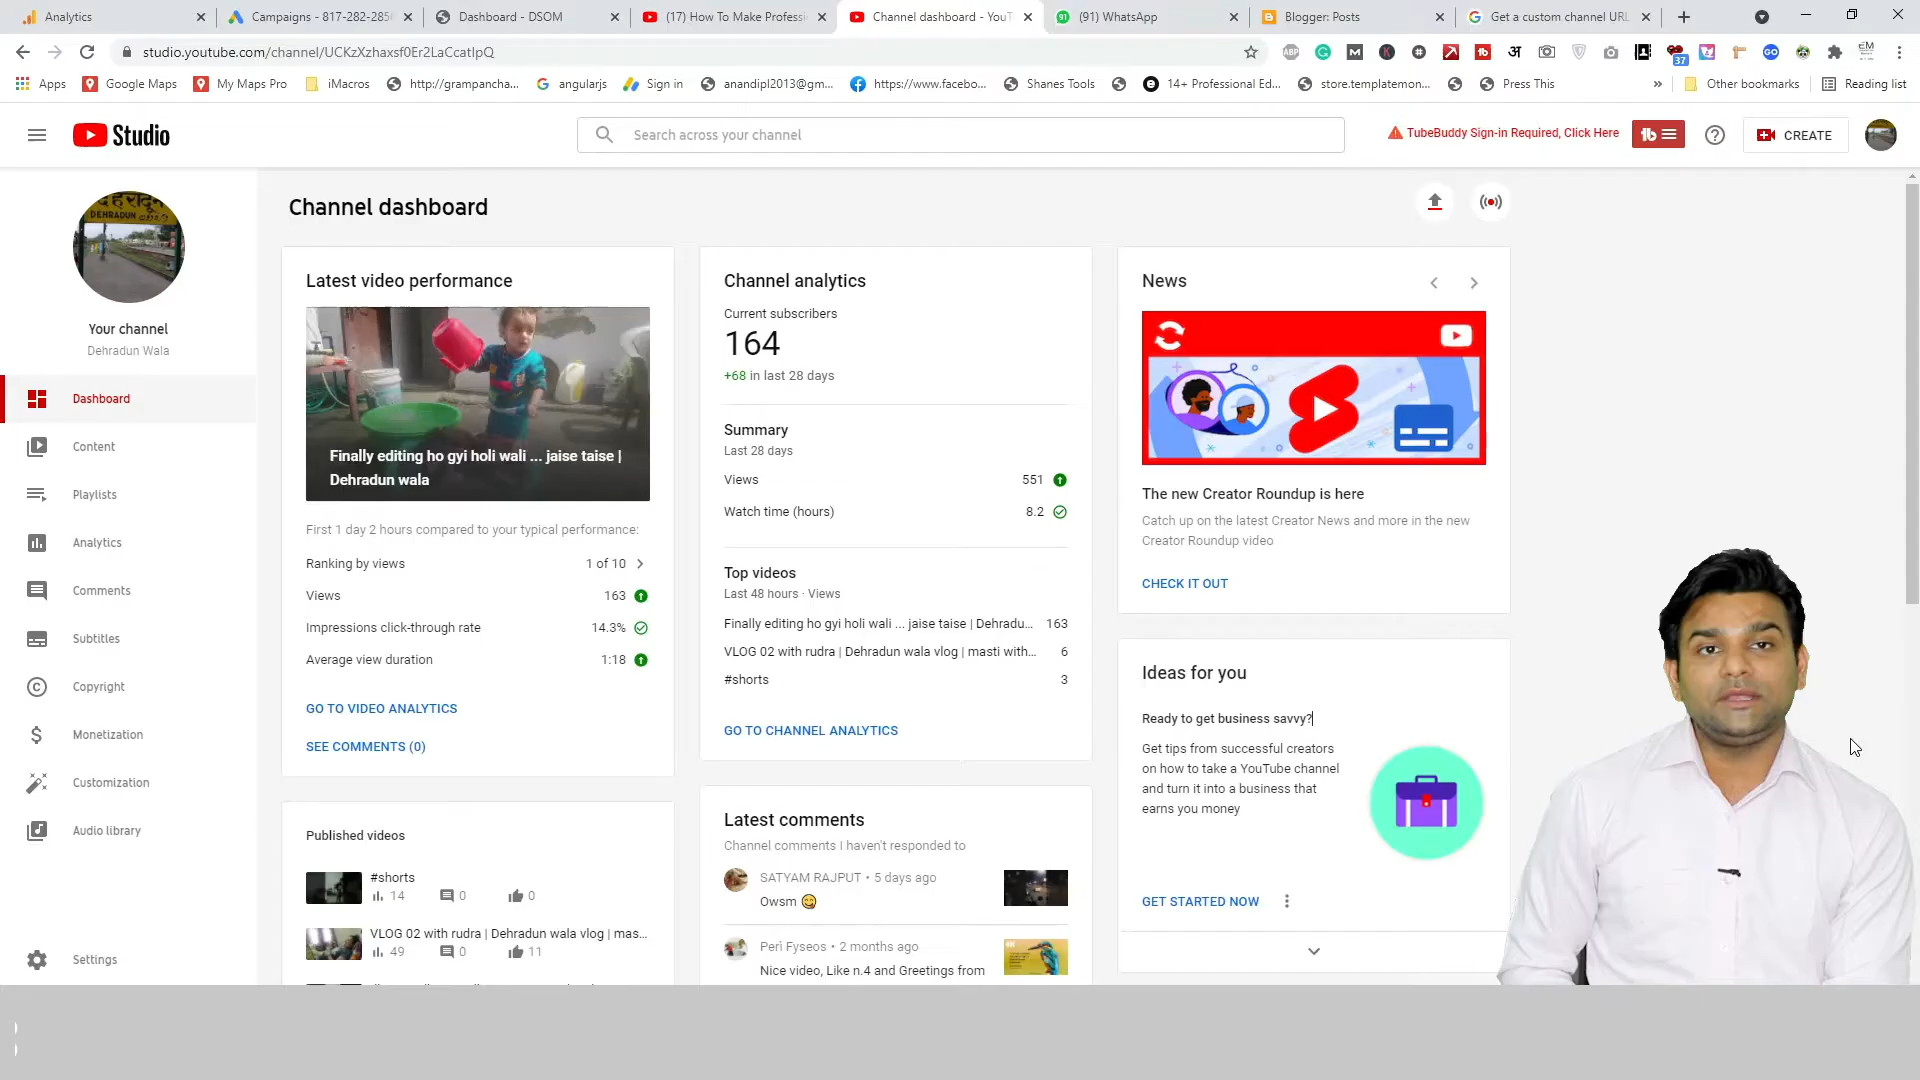 Analytics
Campaigns - 817-282-285
Dashboard - DSOM
(17) How To Make Professi
Channel dashboard - YouT
(91) WhatsApp
Blogger: Posts
Get a custom channel URL
studio.youtube.com/channel/UCKzXzhaxsf0Er2LaCcatIpQ
37
Apps
Google Maps
My Maps Pro
iMacros
http://grampancha...
angularjs
Sign in
anandipl2013@gm...
https://www.facebo...
Shanes Tools
14+ Professional Ed...
store.templatemon...
Press This
Other bookmarks
Reading list
Studio
Search across your channel
TubeBuddy Sign-in Required, Click Here
CREATE
DEHRADUN
Your channel
Dehradun Wala
Dashboard
Content
Playlists
Analytics
Comments
Subtitles
Copyright
Monetization
Customization
Audio library
Settings
Channel dashboard
Latest video performance
Finally editing ho gyi holi wali ... jaise taise |
Dehradun wala
First 1 day 2 hours compared to your typical performance:
Ranking by views 1 of 10
Views 163
Impressions click-through rate 14.3%
Average view duration 1:18
GO TO VIDEO ANALYTICS
SEE COMMENTS (0)
Published videos
#shorts
14 0 0
VLOG 02 with rudra | Dehradun wala vlog | mas...
49 0 11
Channel analytics
Current subscribers
164
+68 in last 28 days
Summary
Last 28 days
Views 551
Watch time (hours) 8.2
Top videos
Last 48 hours · Views
Finally editing ho gyi holi wali ... jaise taise | Dehradu... 163
VLOG 02 with rudra | Dehradun wala vlog | masti with... 6
#shorts 3
GO TO CHANNEL ANALYTICS
Latest comments
Channel comments I haven't responded to
SATYAM RAJPUT • 5 days ago
Owsm 😋
Peri Fyseos • 2 months ago
Nice video, Like n.4 and Greetings from
News
The new Creator Roundup is here
Catch up on the latest Creator News and more in the new
Creator Roundup video
CHECK IT OUT
Ideas for you
Ready to get business savvy?
Get tips from successful creators
on how to take a YouTube channel
and turn it into a business that
earns you money
GET STARTED NOW